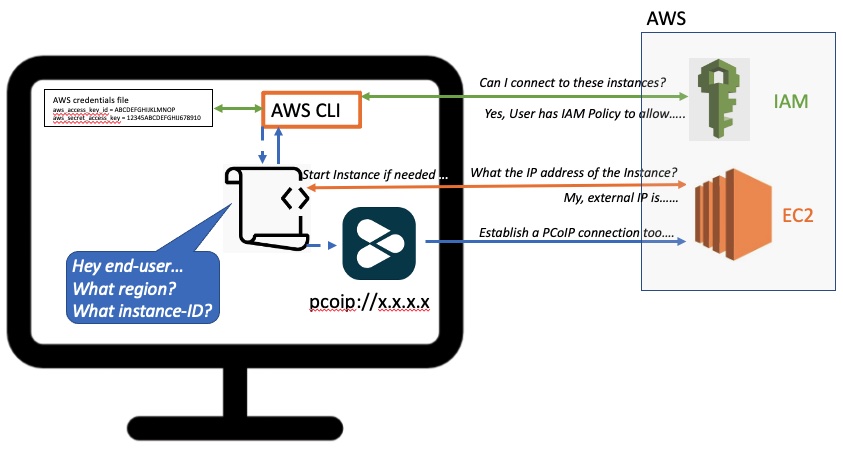 AWS
AWS credentials file
aws_access_key_id = ABCDEFGHIJKLMNOP
aws_secret_access_key = 12345ABCDEFGHIJ678910
AWS CLI
Can I connect to these instances?
IAM
Yes, User has IAM Policy to allow…..
Start Instance if needed …
What the IP address of the Instance?
My, external IP is……
EC2
Establish a PCoIP connection too….
Hey end-user…
What region?
What instance-ID?
pcoip://x.x.x.x